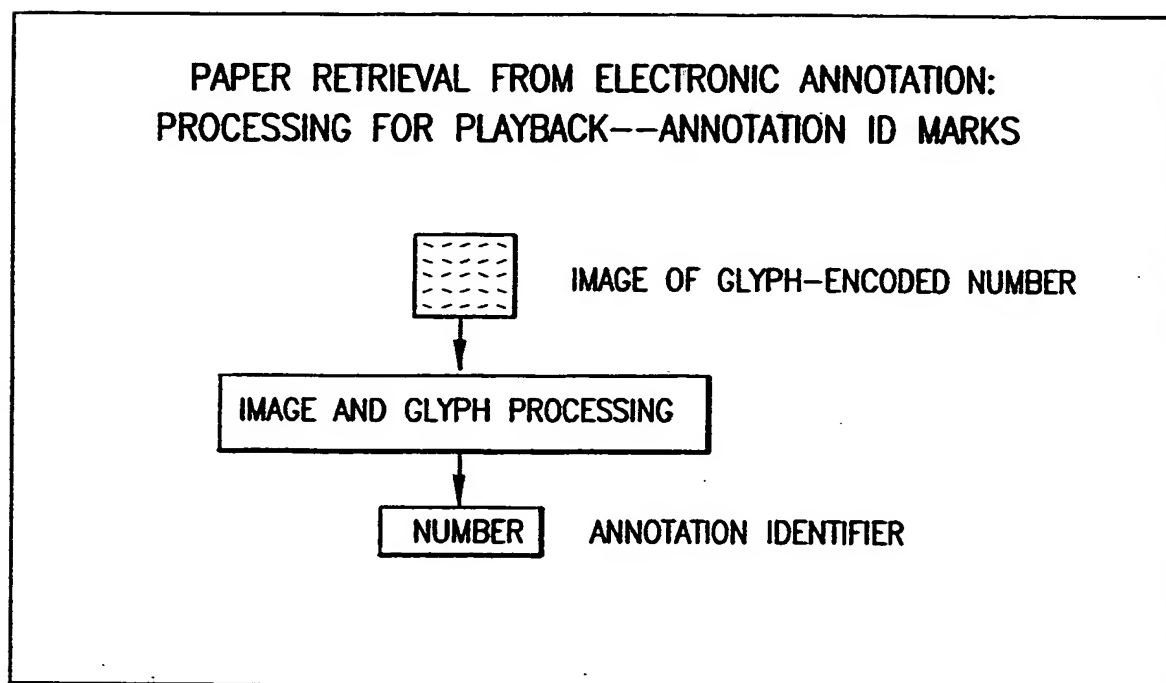 PAPER RETRIEVAL FROM ELECTRONIC ANNOTATION:
PROCESSING FOR PLAYBACK--ANNOTATION ID MARKS
IMAGE OF GLYPH-ENCODED NUMBER
IMAGE AND GLYPH PROCESSING
NUMBER ANNOTATION IDENTIFIER